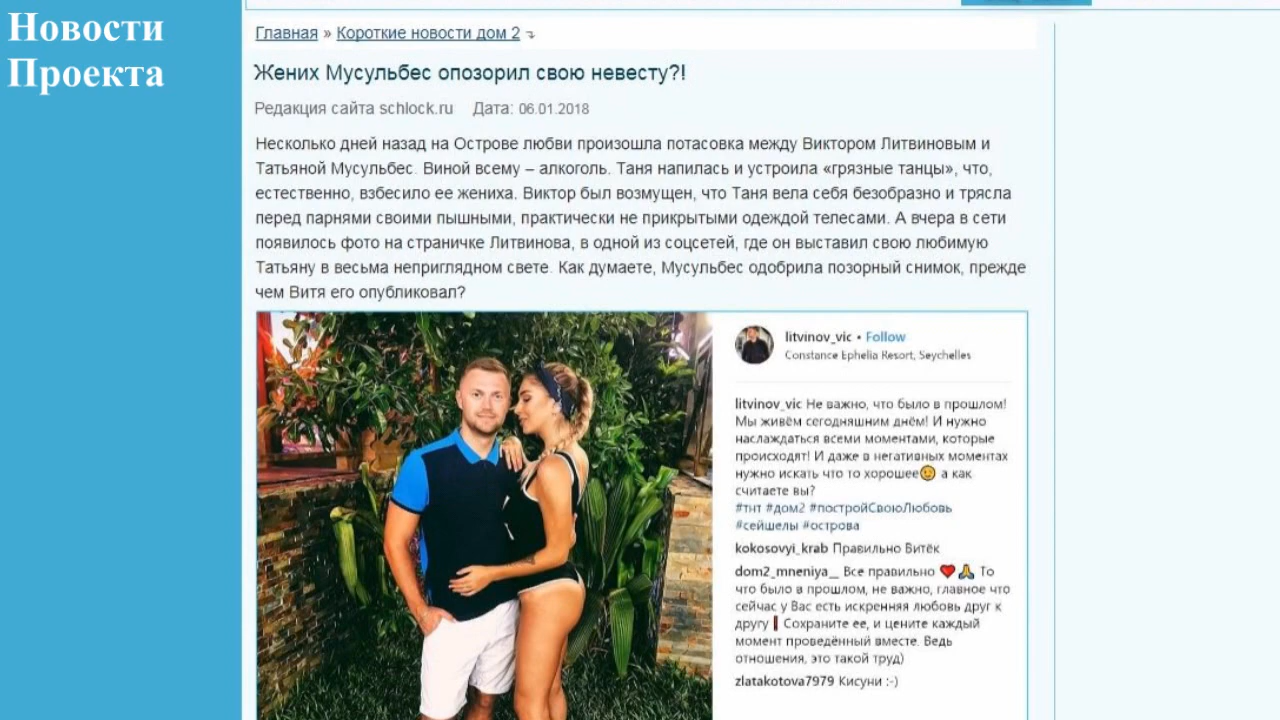 Новости
Проекта
Главная » Короткие новости дом 2
Жених Мусульбес опозорил свою невесту?!
Редакция сайта schlock.ru Дата: 06.01.2018
Несколько дней назад на Острове любви произошла потасовка между Виктором Литвиновым и
Татьяной Мусульбес. Виной всему – алкоголь. Таня напилась и устроила «грязные танцы», что,
естественно, взбесило ее жениха. Виктор был возмущен, что Таня вела себя безобразно и трясла
перед парнями своими пышными, практически не прикрытыми одеждой телесами. А вчера в сети
появилось фото на страничке Литвинова, в одной из соцсетей, где он выставил свою любимую
Татьяну в весьма неприглядном свете. Как думаете, Мусульбес одобрила позорный снимок, прежде
чем Витя его опубликовал?
litvinov_vic • Follow
Constance Ephelia Resort, Seychelles
litvinov_vic Не важно, что было в прошлом!
Мы живём сегодняшним днём! И нужно
наслаждаться всеми моментами, которые
происходят! И даже в негативных моментах
нужно искать что то хорошее😉 а как
считаете вы?
#тнт #дом2 #постройСвоюЛюбовь
#сейшелы #острова
kokosovyi_krab Правильно Витёк
dom2_mneniya__ Все правильно ❤️🙏 То
что было в прошлом, не важно, главное что
сейчас у Вас есть искренняя любовь друг к
другу❗ Сохраните ее, и цените каждый
момент проведённый вместе. Ведь
отношения, это такой труд)
zlatakotova7979 Кисуни :-)